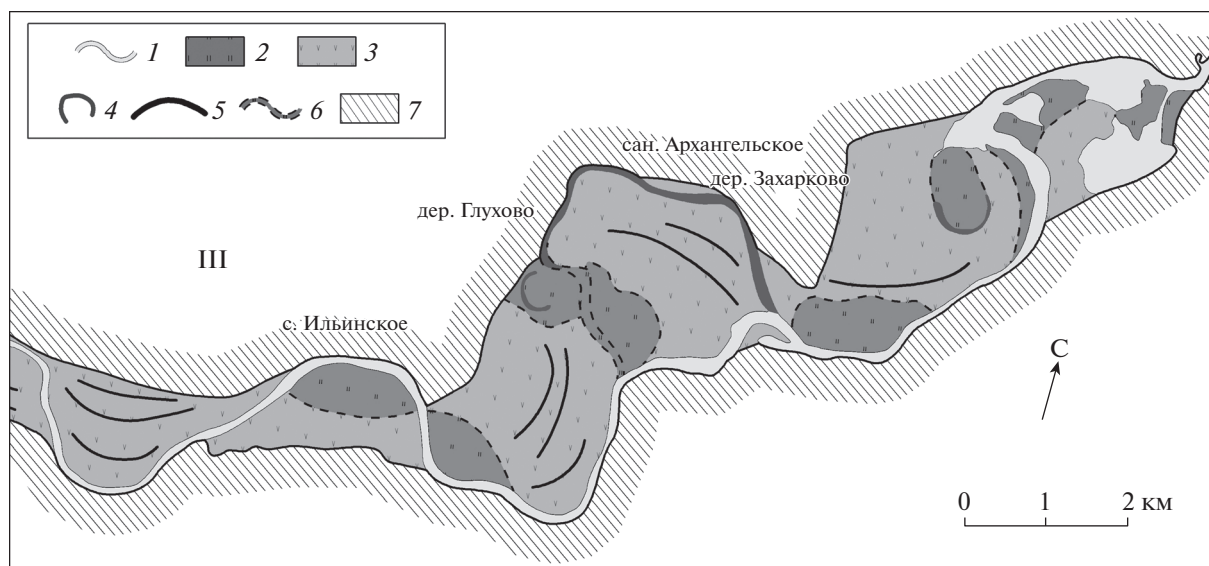 1 2 3
4 5 6 7
сан. Архангельское
дер. Захарково
дер. Глухово
III
с. Ильинское
С
0 1 2 км